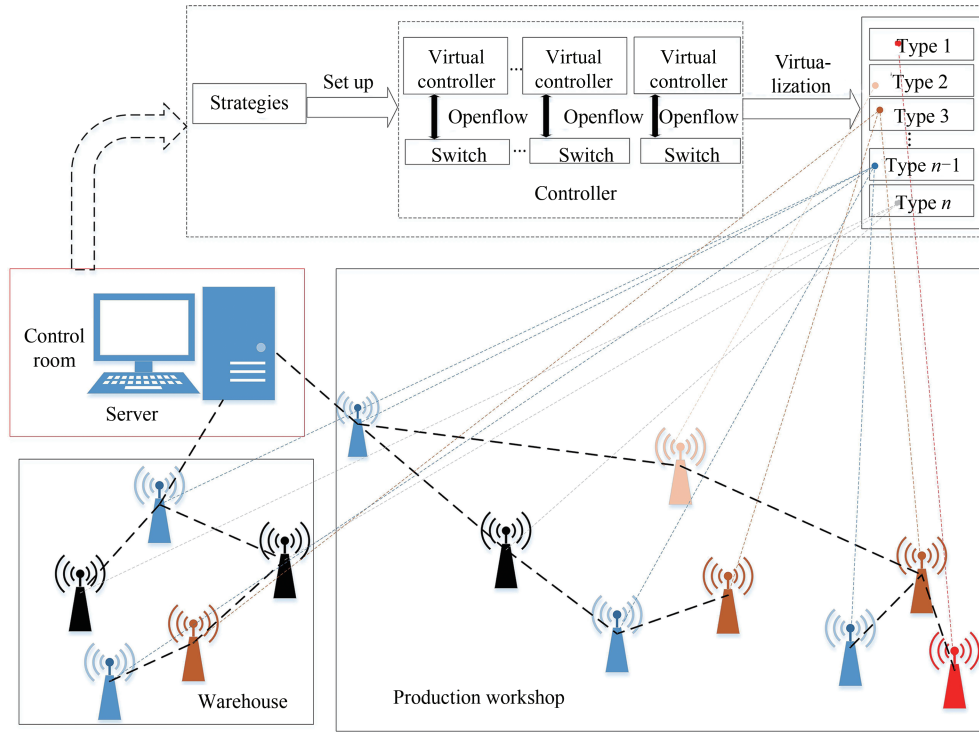 Strategies
Set up
Virtual
controller
...
Virtual
controller
Virtual
controller
Openflow
Openflow
Openflow
Switch
...
Switch
Switch
Controller
Virtua-
lization
Type 1
Type 2
Type 3
⋮
Type n−1
Type n
Control
room
Server
Warehouse
Production workshop